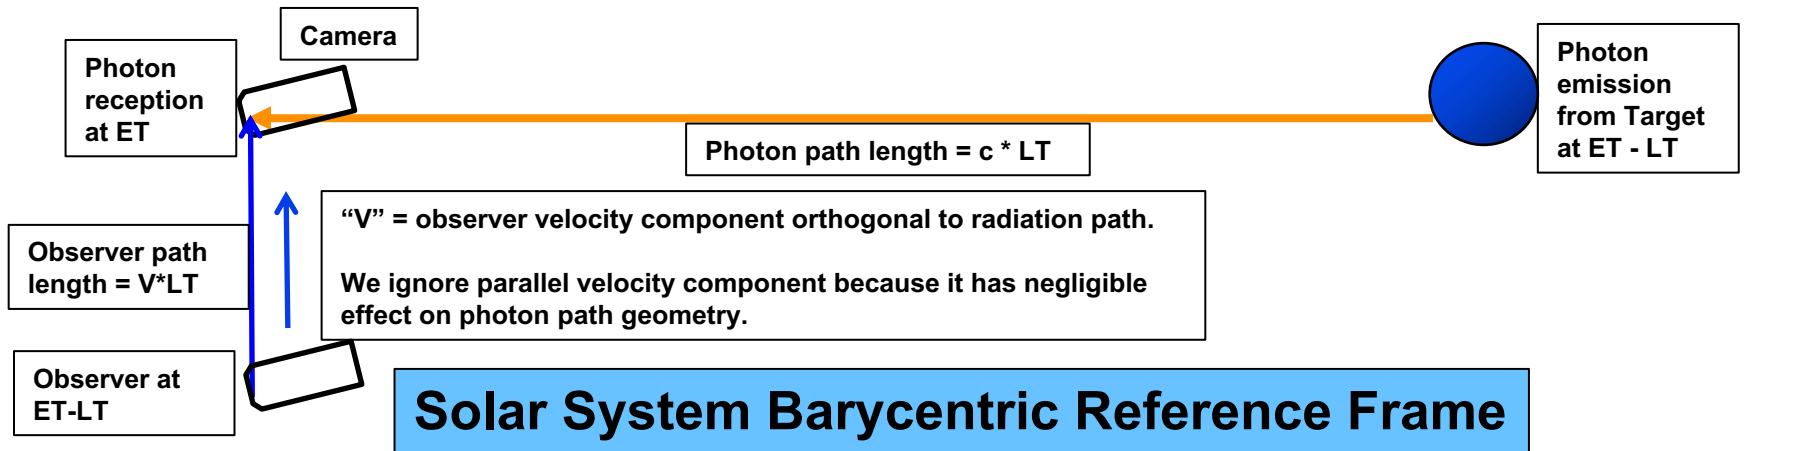 Camera
Photon
reception
at ET
Photon
emission
from Target
at ET - LT
Photon path length = c * LT
“V” = observer velocity component orthogonal to radiation path.
We ignore parallel velocity component because it has negligible
effect on photon path geometry.
Observer path
length = V*LT
Observer at
ET-LT
Solar System Barycentric Reference Frame